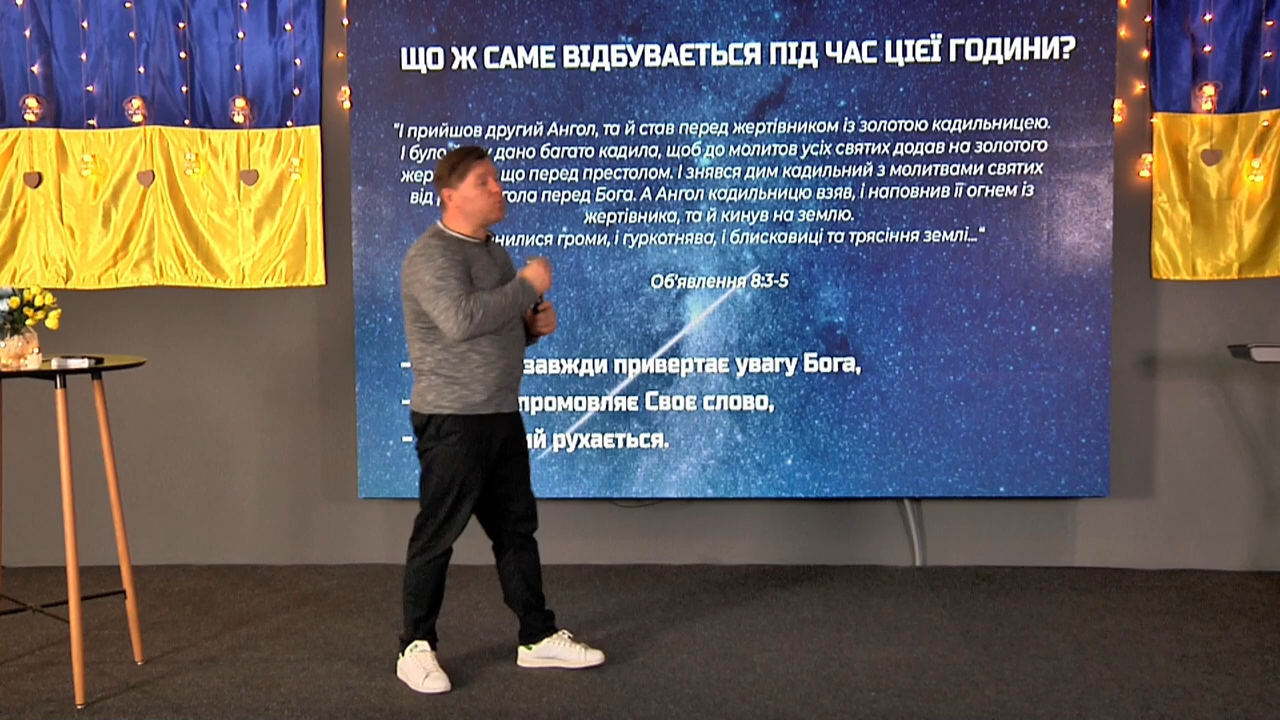 ЩО Ж САМЕ ВІДБУВАЄТЬСЯ ПІД ЧАС ЦІЄЇ ГОДИНИ?
"І прийшов другий Ангол, та й став перед жертівником із золотою кадильницею.
І було дано багато кадила, щоб до молитов усіх святих додав на золотого
що перед престолом. І знявся дим кадильний з молитвами святих
від перед Бога. А Ангол кадильницю взяв, і наповнив її огнем із
жертівника, та й кинув на землю.
громи, і гуркотнява, і блискавиці та трясіння землі..."
Об'явлення 8:3-5
завжди привертає увагу Бога,
промовляє Своє слово,
рухається.